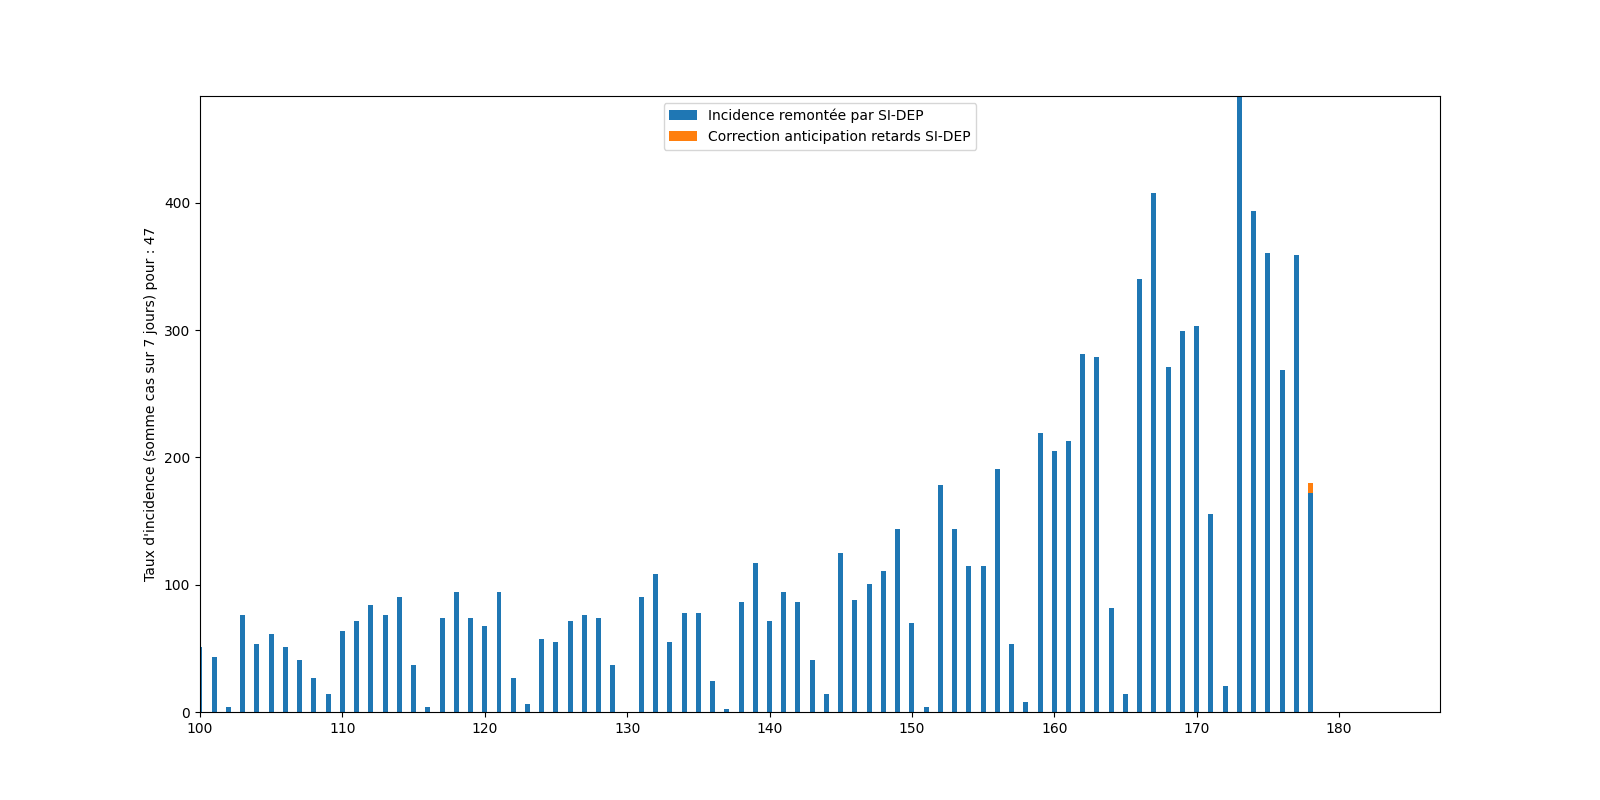 Incidence remontée par SI-DEP
Correction anticipation retards SI-DEP
Taux d'incidence (somme cas sur 7 jours) pour : 47
400
300
200
100
0
100 110 120 130 140 150 160 170 180